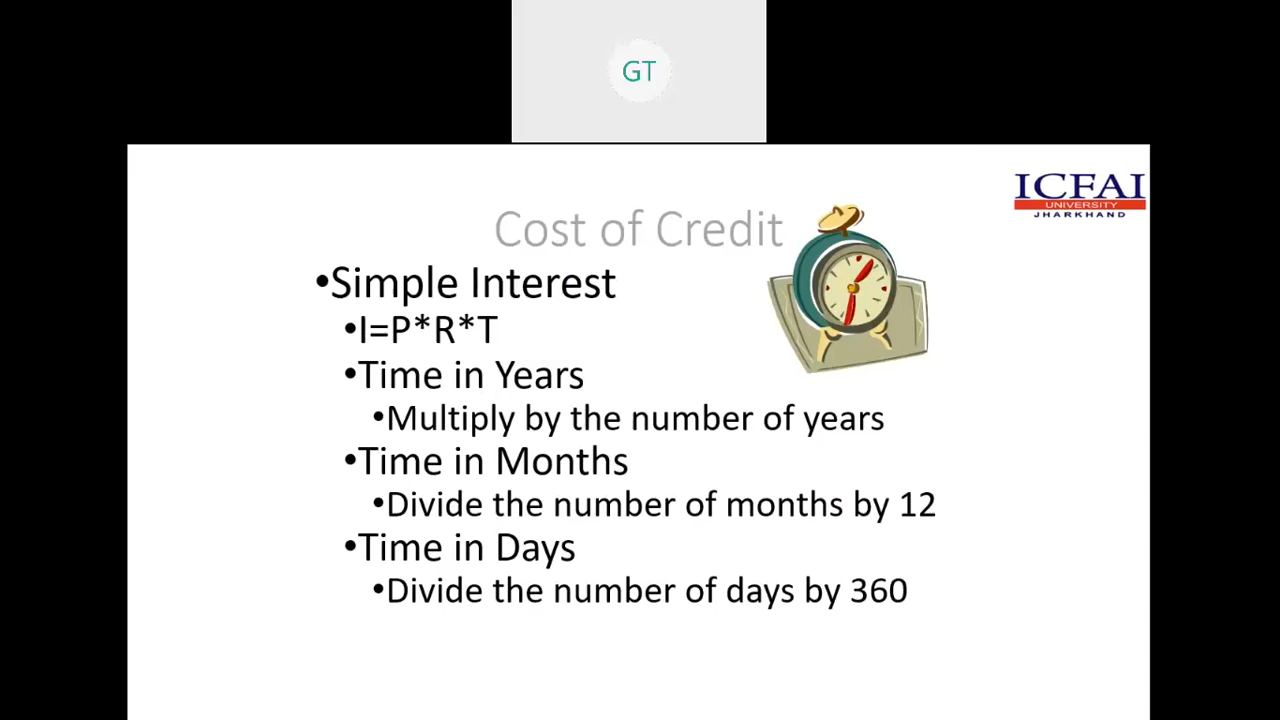 GT
ICFAI
UNIVERSITY
JHARKHAND
Cost of Credit
•Simple Interest
•I=P*R*T
•Time in Years
•Multiply by the number of years
•Time in Months
•Divide the number of months by 12
•Time in Days
•Divide the number of days by 360